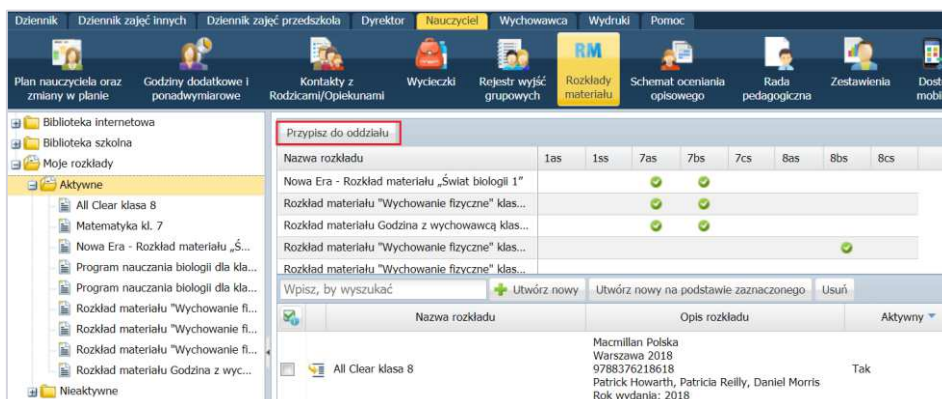 Dziennik Dziennik zajęć innych Dziennik zajęć przedszkola Dyrektor Nauczyciel Wychowawca Wydruki Pomoc
RM
Plan nauczyciela oraz zmiany w planie
Godziny dodatkowe i ponadwymiarowe
Kontakty z Rodzicami/Opiekunami
Wycieczki
Rejestr wyjść grupowych
Rozkłady materiału
Schemat oceniania opisowego
Rada pedagogiczna
Zestawienia
Dost
mobil
Biblioteka internetowa
Biblioteka szkolna
Moje rozkłady
Aktywne
All Clear klasa 8
Matematyka kl. 7
Nowa Era - Rozkład materiału „Ś...
Program nauczania biologii dla kla...
Program nauczania biologii dla kla...
Rozkład materiału "Wychowanie fi...
Rozkład materiału "Wychowanie fi...
Rozkład materiału "Wychowanie fi...
Rozkład materiału Godzina z wyc...
Nieaktywne
Przypisz do oddziału
Nazwa rozkładu 1as 1ss 7as 7bs 7cs 8as 8bs 8cs
Nowa Era - Rozkład materiału „Świat biologii 1”
Rozkład materiału "Wychowanie fizyczne" klas...
Rozkład materiału Godzina z wychowawcą klas...
Rozkład materiału "Wychowanie fizyczne" klas...
Rozkład materiału "Wychowanie fizyczne" klas...
Wpisz, by wyszukać Utwórz nowy Utwórz nowy na podstawie zaznaczonego Usuń
Nazwa rozkładu Opis rozkładu Aktywny
All Clear klasa 8
Macmillan Polska
Warszawa 2018
9788376218618
Patrick Howarth, Patricia Reilly, Daniel Morris
Rok wydania: 2018
Tak